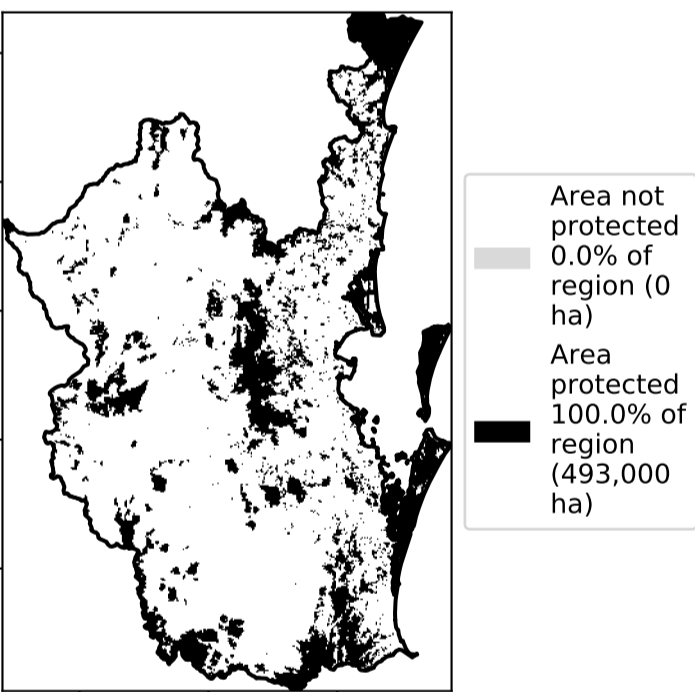 Area not
protected
0.0% of
region (0
ha)
Area
protected
100.0% of
region
(493,000
ha)